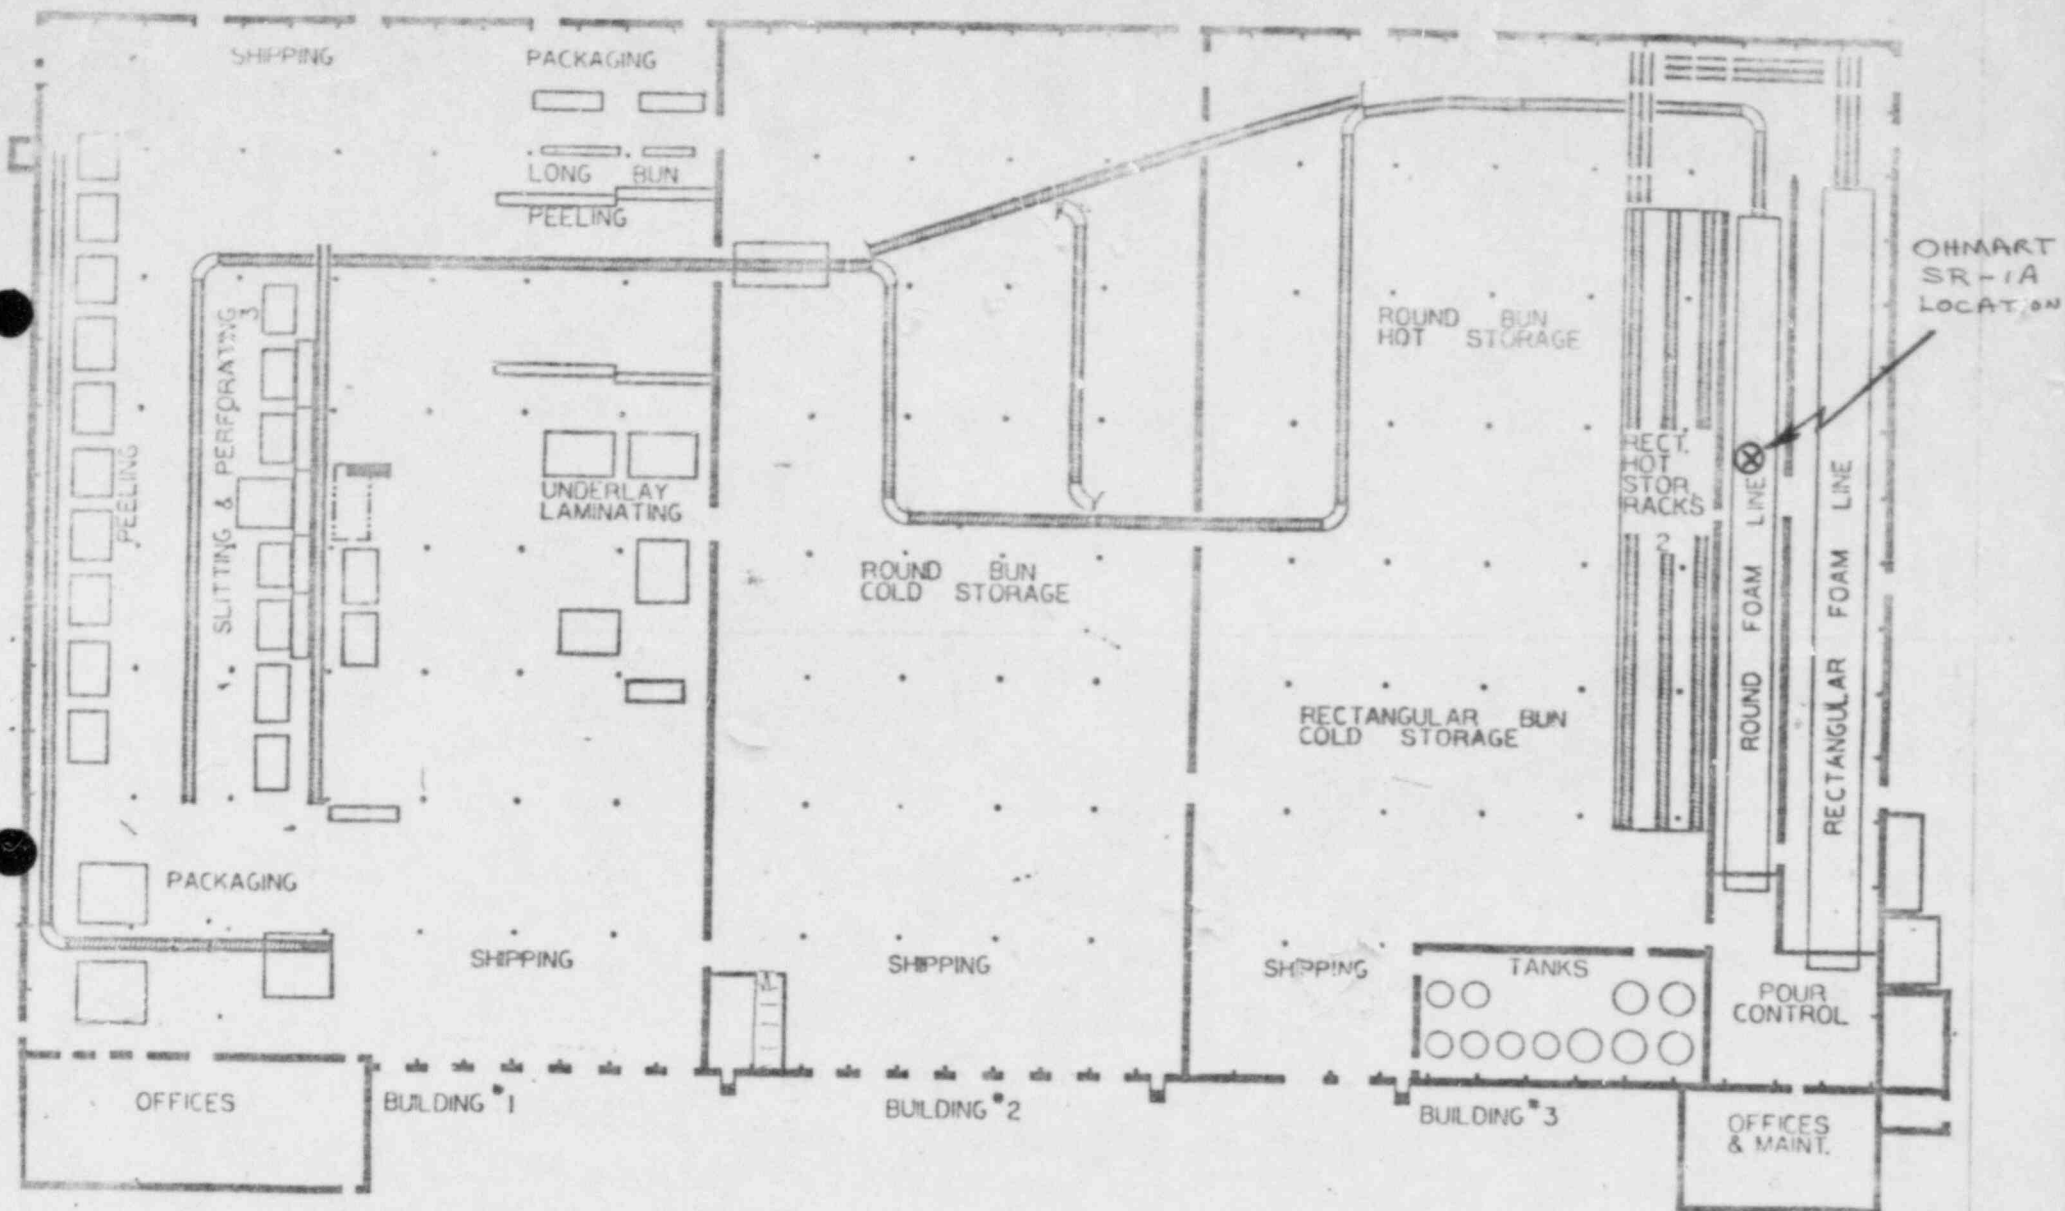 SHIPPING
PACKAGING
LONG BUN
PEELING
OHMART
SR-1A
LOCATION
ROUND BUN
HOT STORAGE
SLITTING & PERFORATING
3
PEELING
RECT.
HOT
STOR.
RACKS
2
UNDERLAY
LAMINATING
ROUND BUN
COLD STORAGE
ROUND FOAM LINE
RECTANGULAR FOAM LINE
RECTANGULAR BUN
COLD STORAGE
PACKAGING
SHIPPING
SHIPPING
SHIPPING
TANKS
POUR
CONTROL
OFFICES
BUILDING #1
BUILDING #2
BUILDING #3
OFFICES
& MAINT.